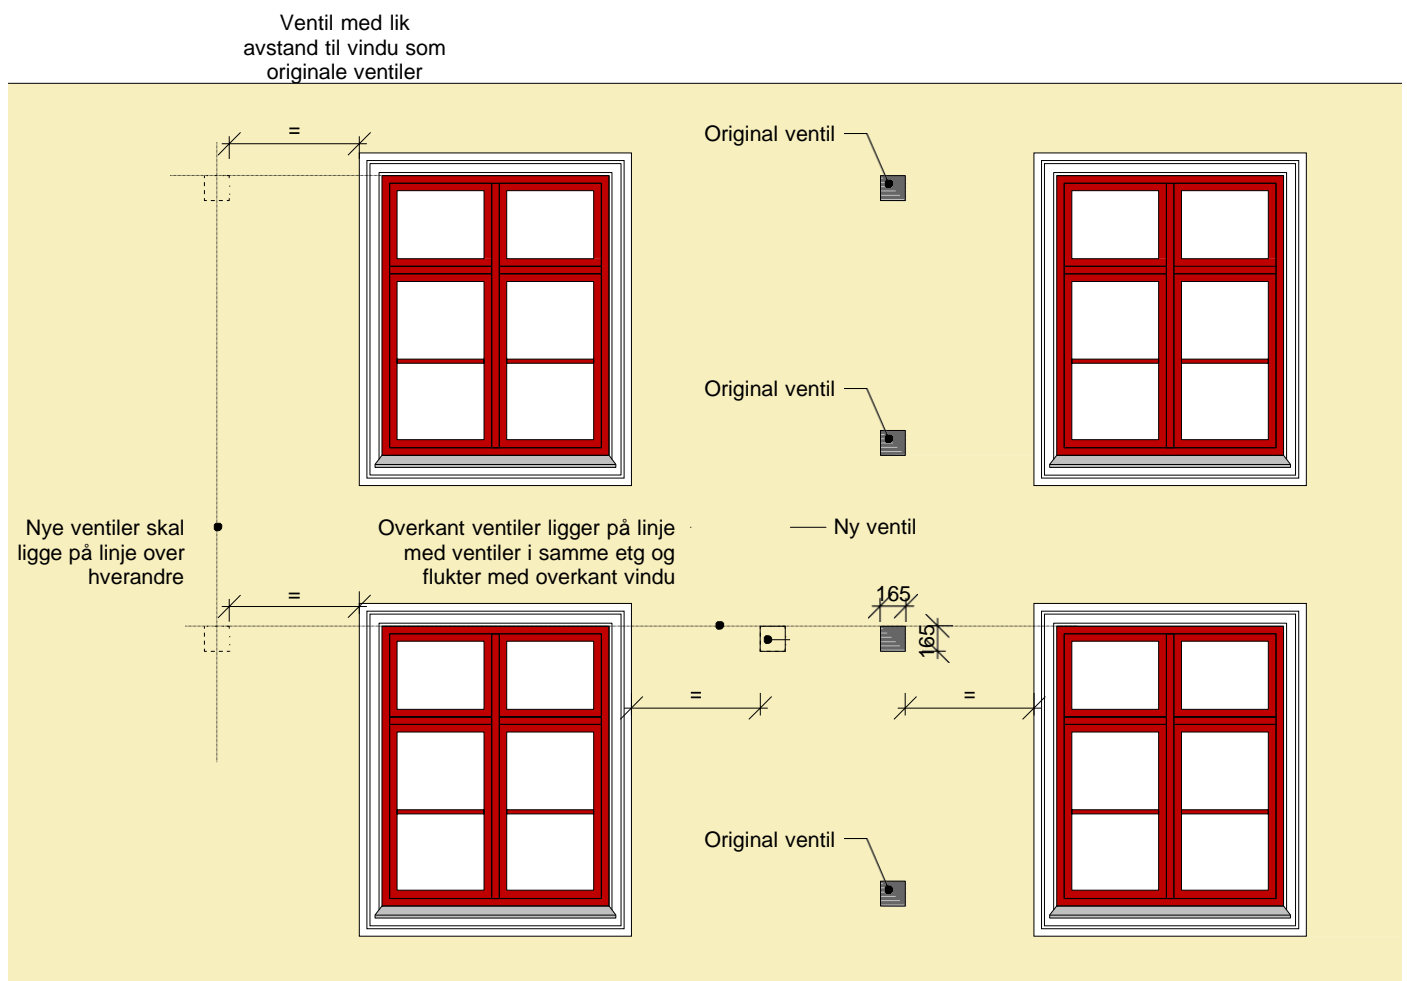 Ventil med lik
avstand til vindu som
originale ventiler
=
Original ventil
Original ventil
Nye ventiler skal
ligge på linje over
hverandre
Overkant ventiler ligger på linje
med ventiler i samme etg og
flukter med overkant vindu
Ny ventil
=
165
165
=
=
Original ventil